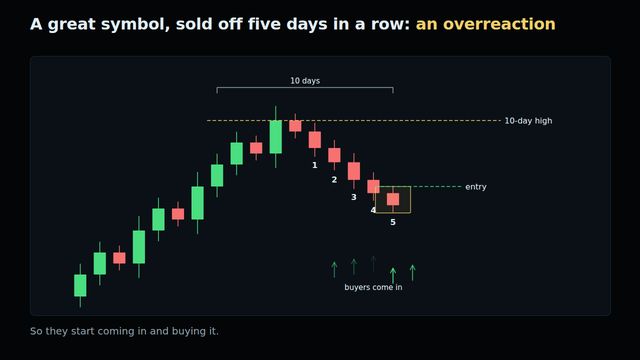 A great symbol, sold off five days in a row: an overreaction
10 days
10-day high
1
2
3
4
5
entry
buyers come in
So they start coming in and buying it.